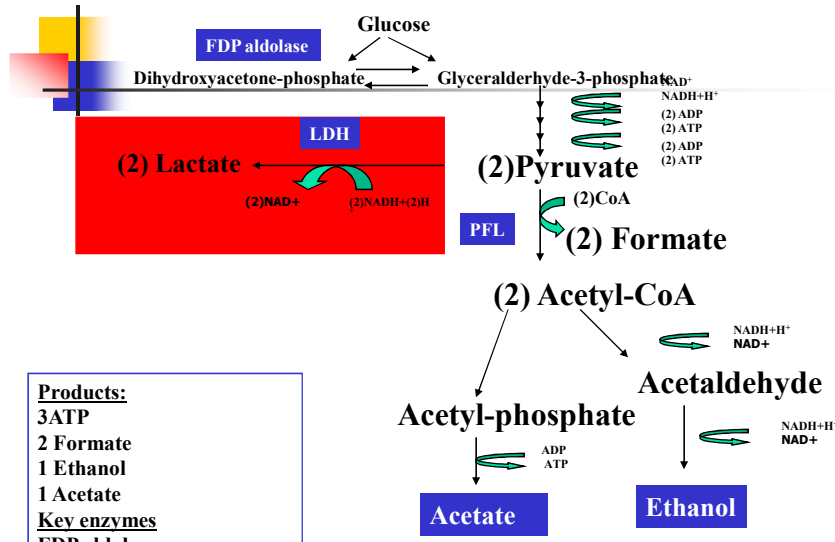 Glucose
FDP aldolase
Dihydroxyacetone-phosphate
Glyceralderhyde-3-phosphate
NAD+
NADH+H+
(2) ADP
(2) ATP
(2) ADP
(2) ATP
LDH
(2) Lactate
(2)Pyruvate
(2)NAD+
(2)NADH+(2)H
+
(2)CoA
PFL
(2) Formate
(2) Acetyl-CoA
NADH+H+
NAD+
Acetaldehyde
Acetyl-phosphate
NADH+H+
NAD+
ADP
ATP
Acetate
Ethanol
Products:
3ATP
2 Formate
1 Ethanol
1 Acetate
Key enzymes